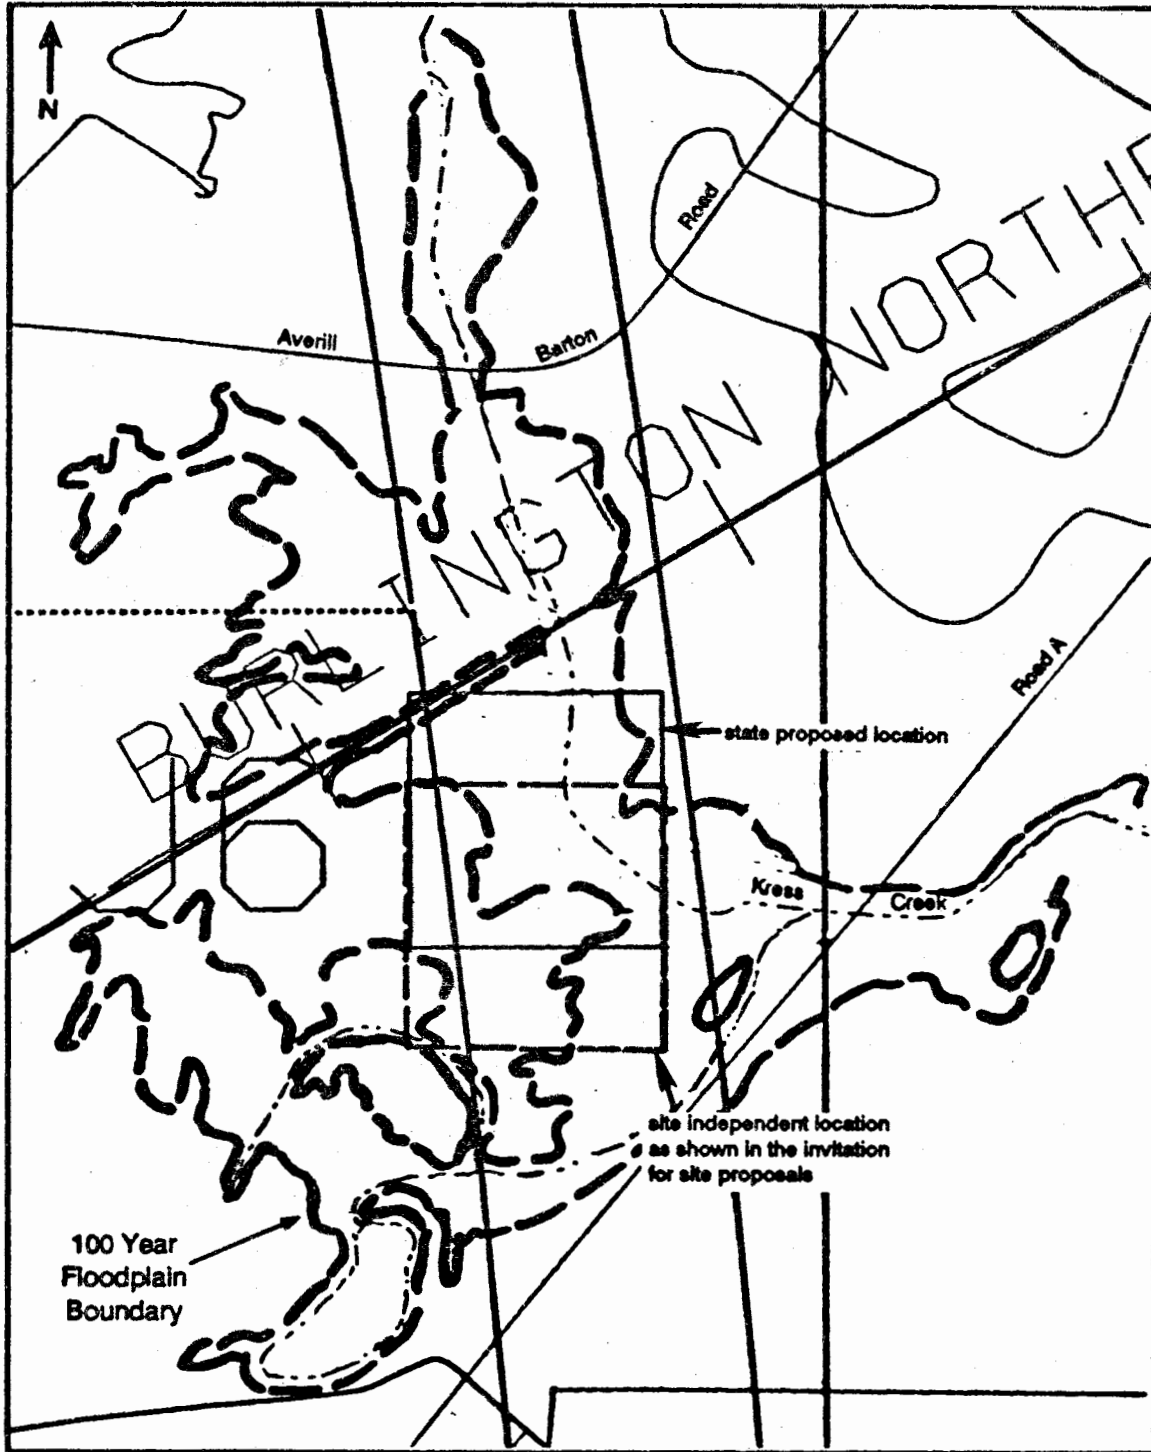 N
Road
Averill
Barton
BURLINGTON NORTHE
Road A
state proposed location
Kress
Creek
site independent location
as shown in the invitation
for site proposals
100 Year
Floodplain
Boundary